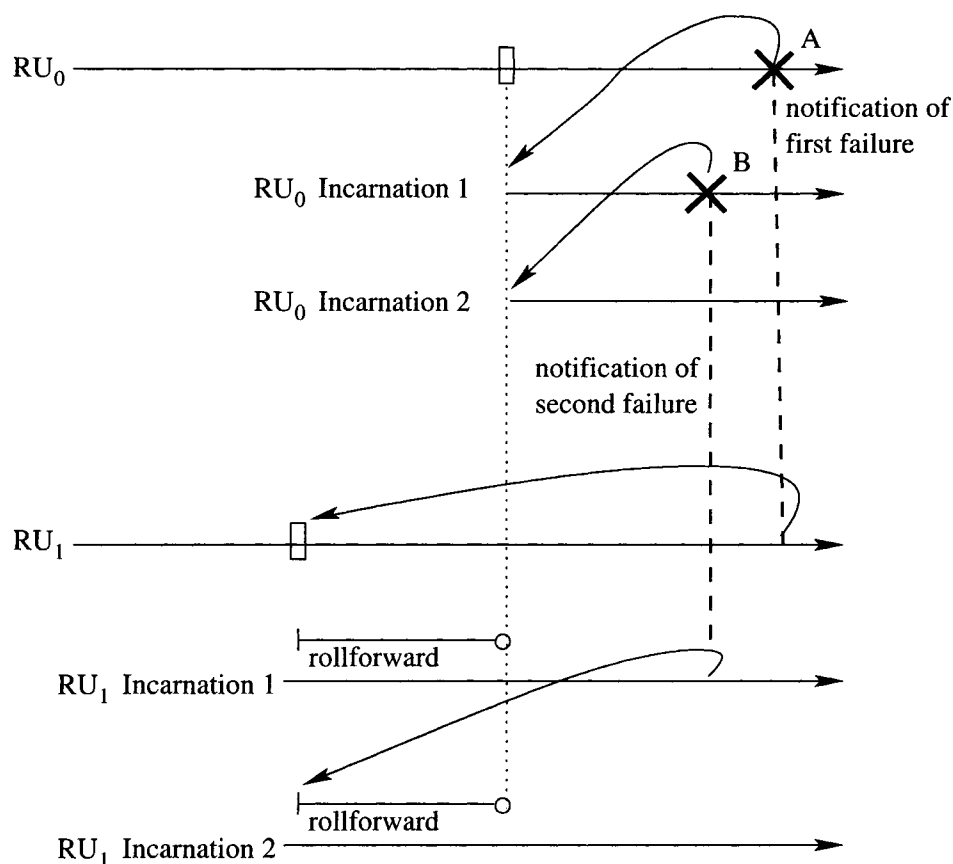 A
RU0
notification of
first failure
B
RU0 Incarnation 1
RU0 Incarnation 2
notification of
second failure
RU1
rollforward
RU1 Incarnation 1
rollforward
RU1 Incarnation 2